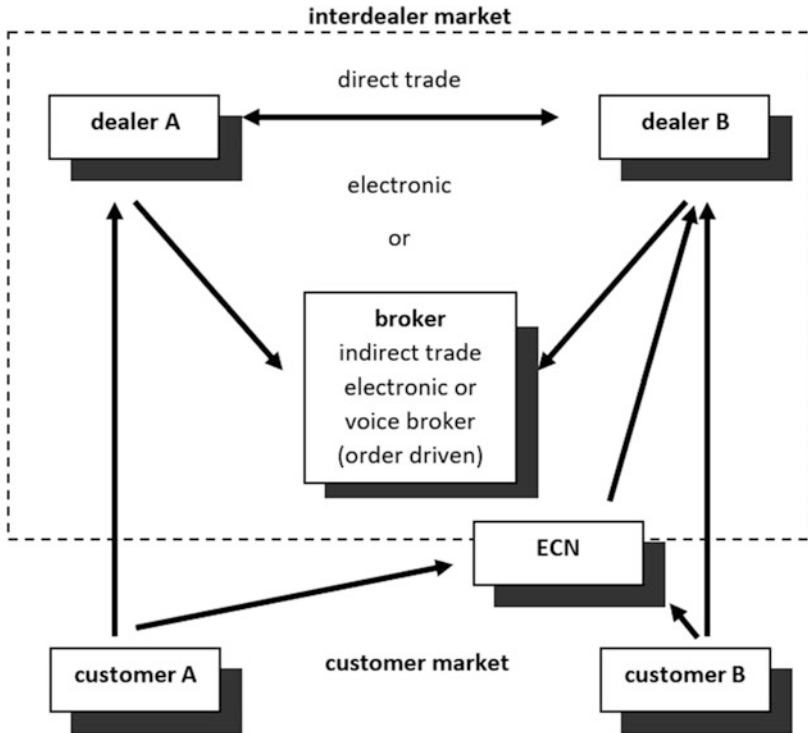 interdealer market
direct trade
dealer A
dealer B
electronic
or
broker
indirect trade
electronic or
voice broker
(order driven)
ECN
customer A
customer market
customer B